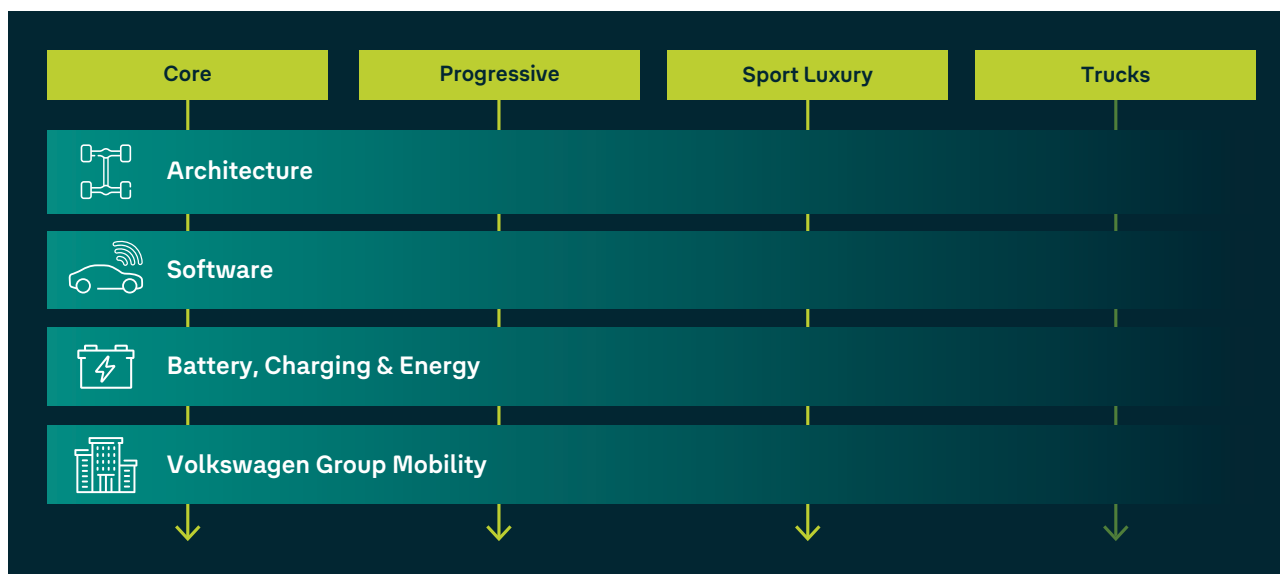 Core
Progressive
Sport Luxury
Trucks
Architecture
Software
Battery, Charging & Energy
Volkswagen Group Mobility